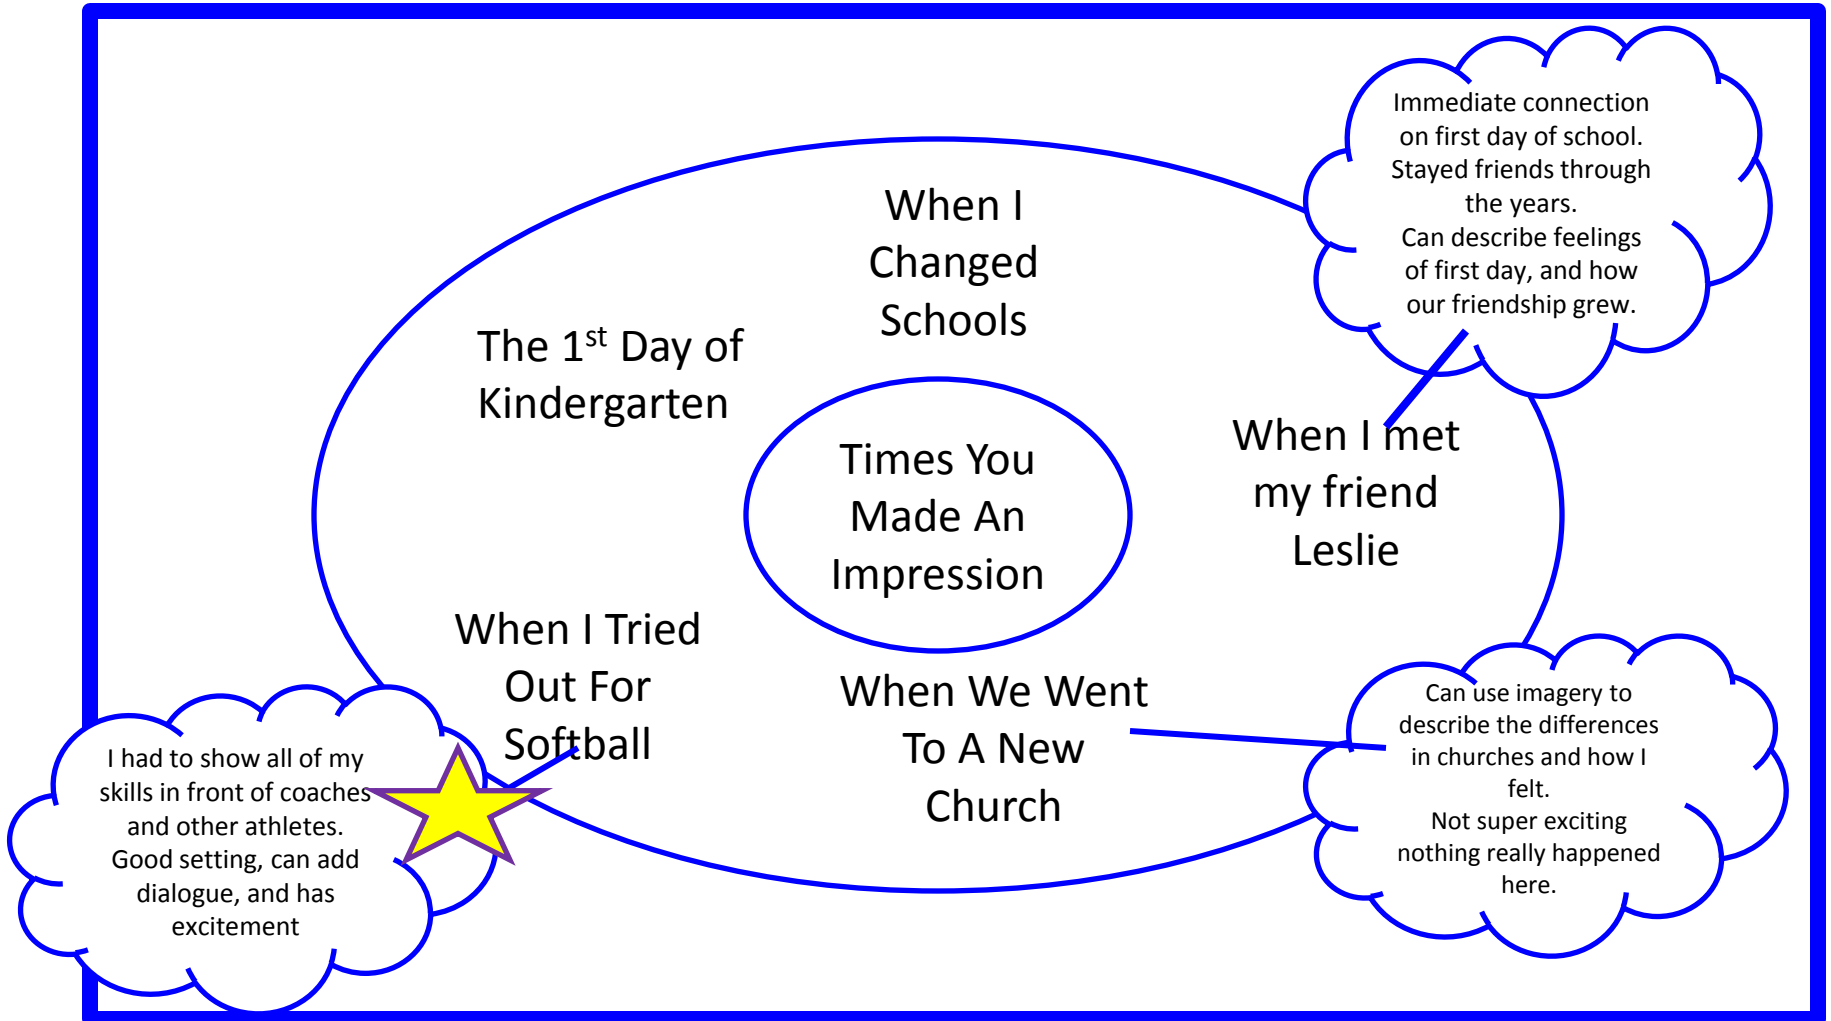 Immediate connection
on first day of school.
Stayed friends through
the years.
Can describe feelings
of first day, and how
our friendship grew.
When I
Changed
Schools
The 1st Day of
Kindergarten
Times You
Made An
Impression
When I met
my friend
Leslie
When I Tried
Out For
Softball
When We Went
To A New
Church
Can use imagery to
describe the differences
in churches and how I
felt.
Not super exciting
nothing really happened
here.
I had to show all of my
skills in front of coaches
and other athletes.
Good setting, can add
dialogue, and has
excitement